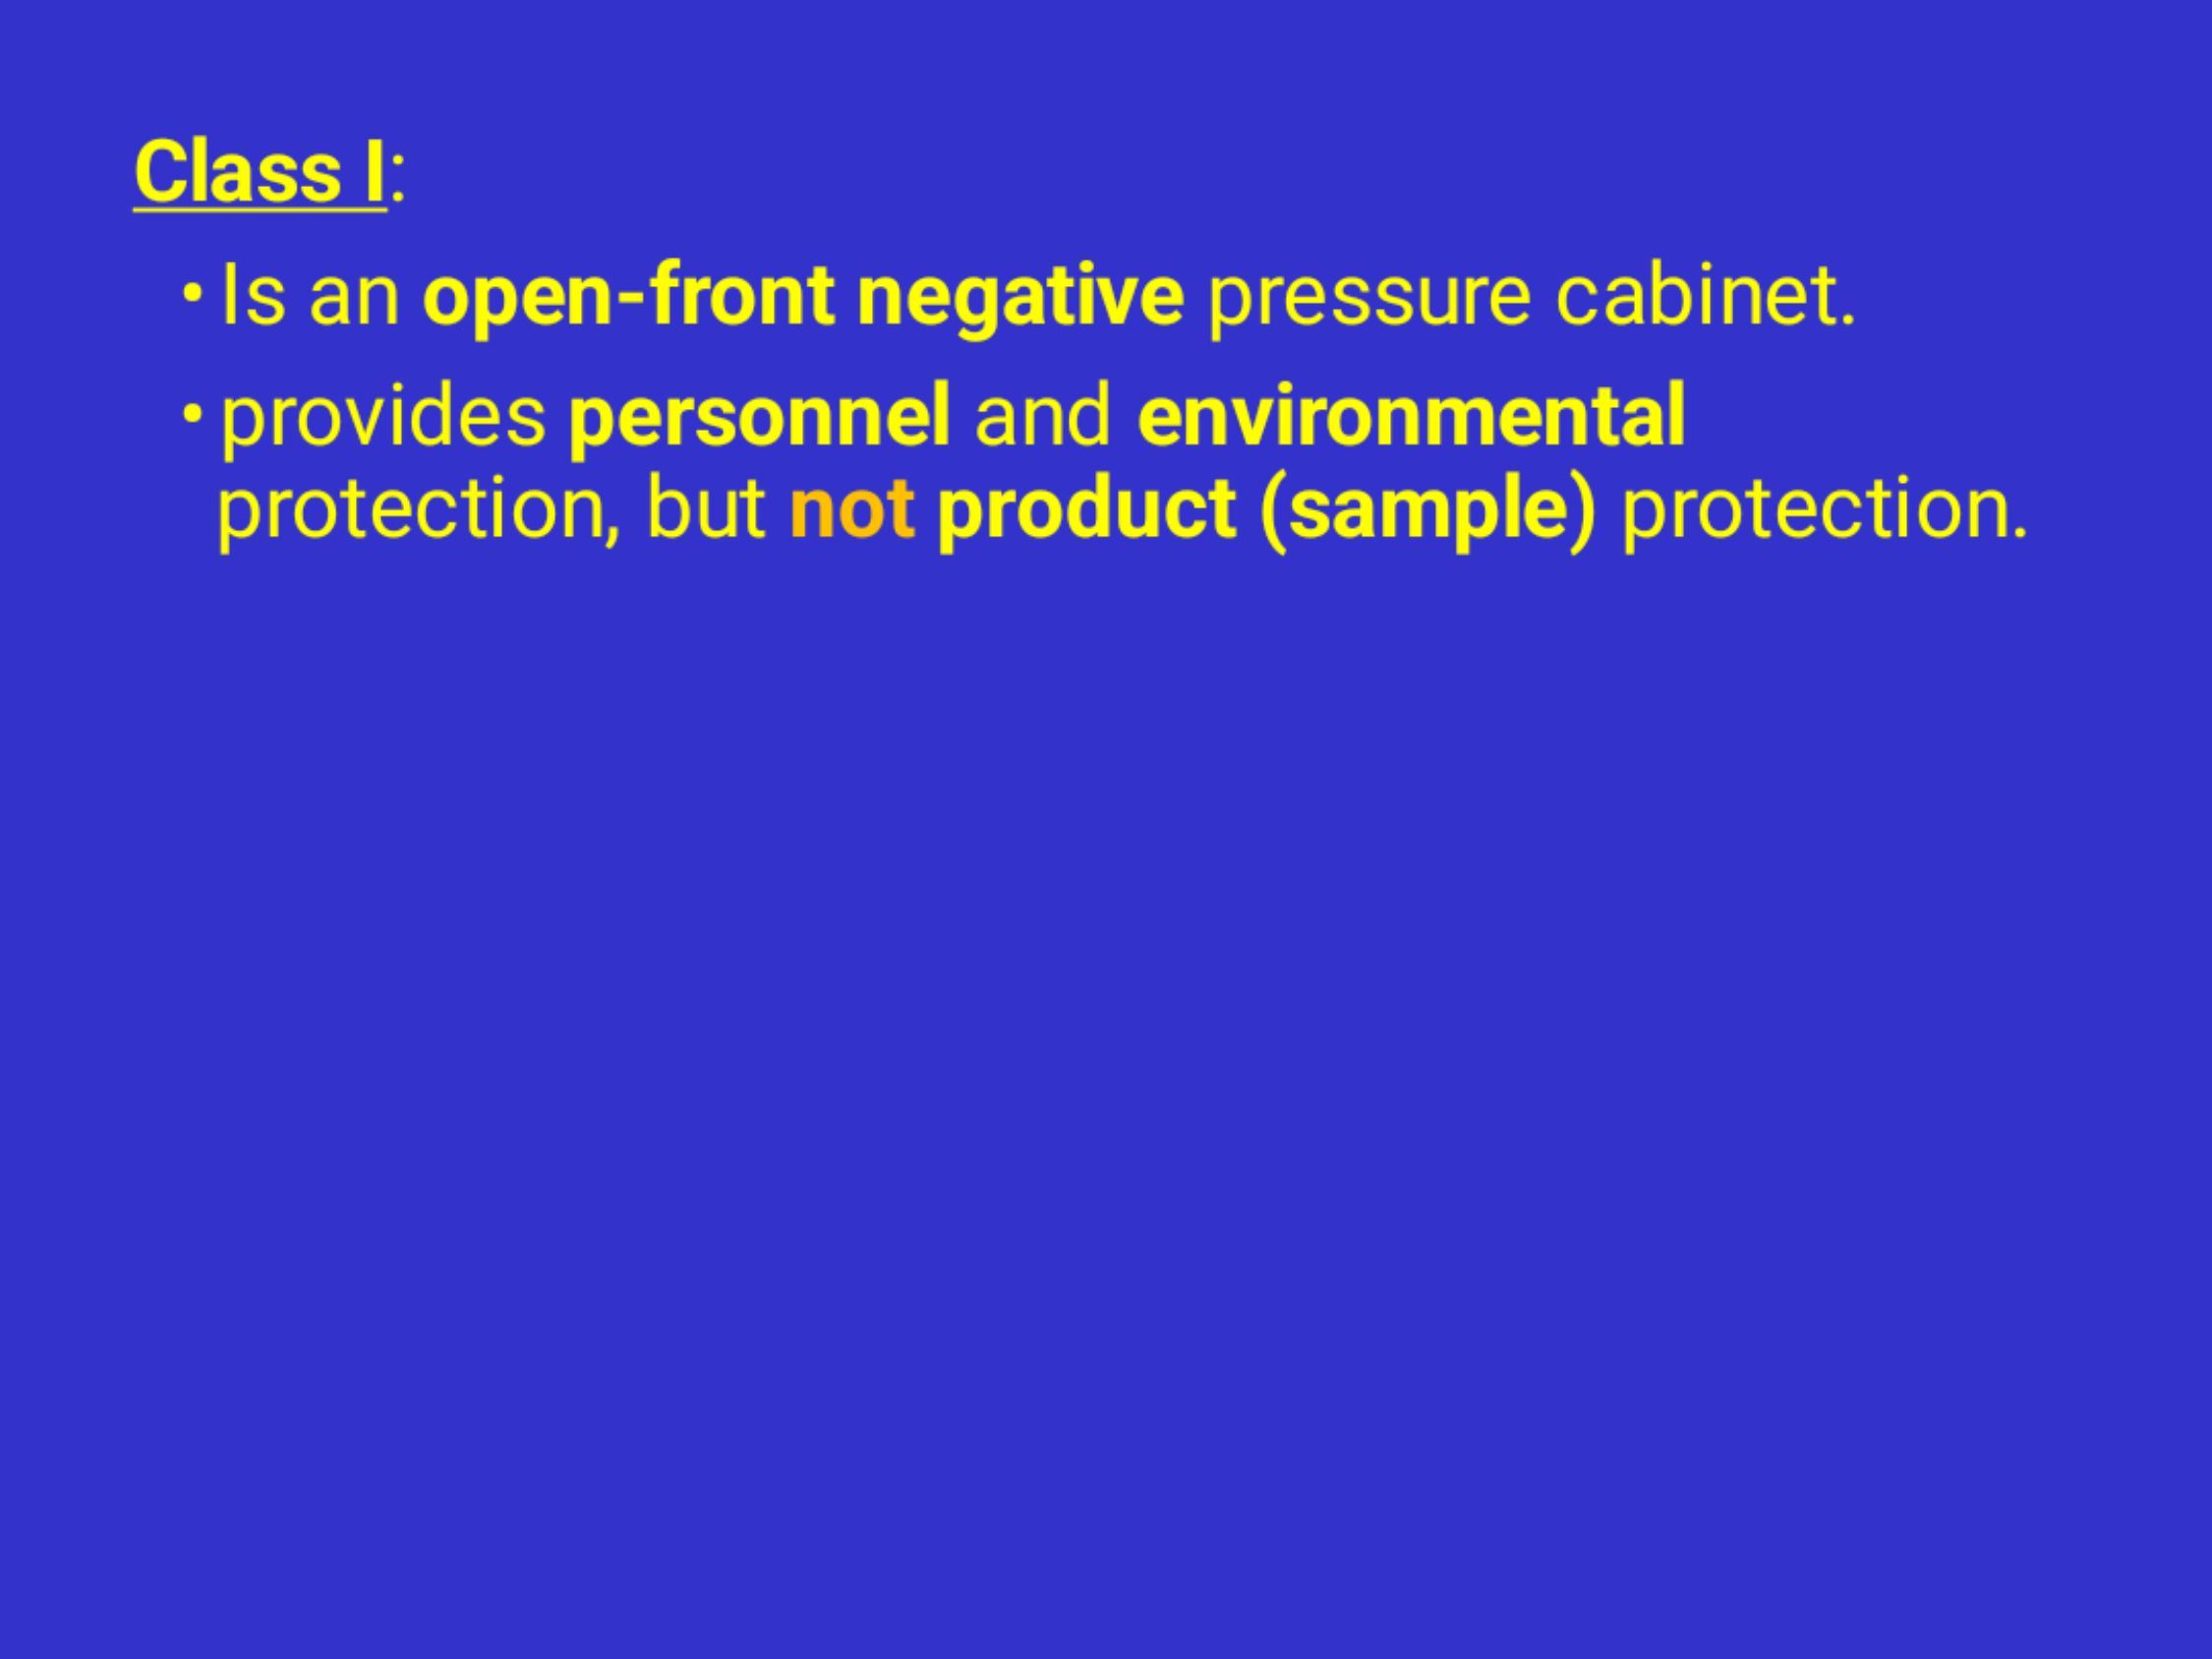 Class I:
• Is an open-front negative pressure cabinet.
• provides personnel and environmental
protection, but not product (sample) protection.